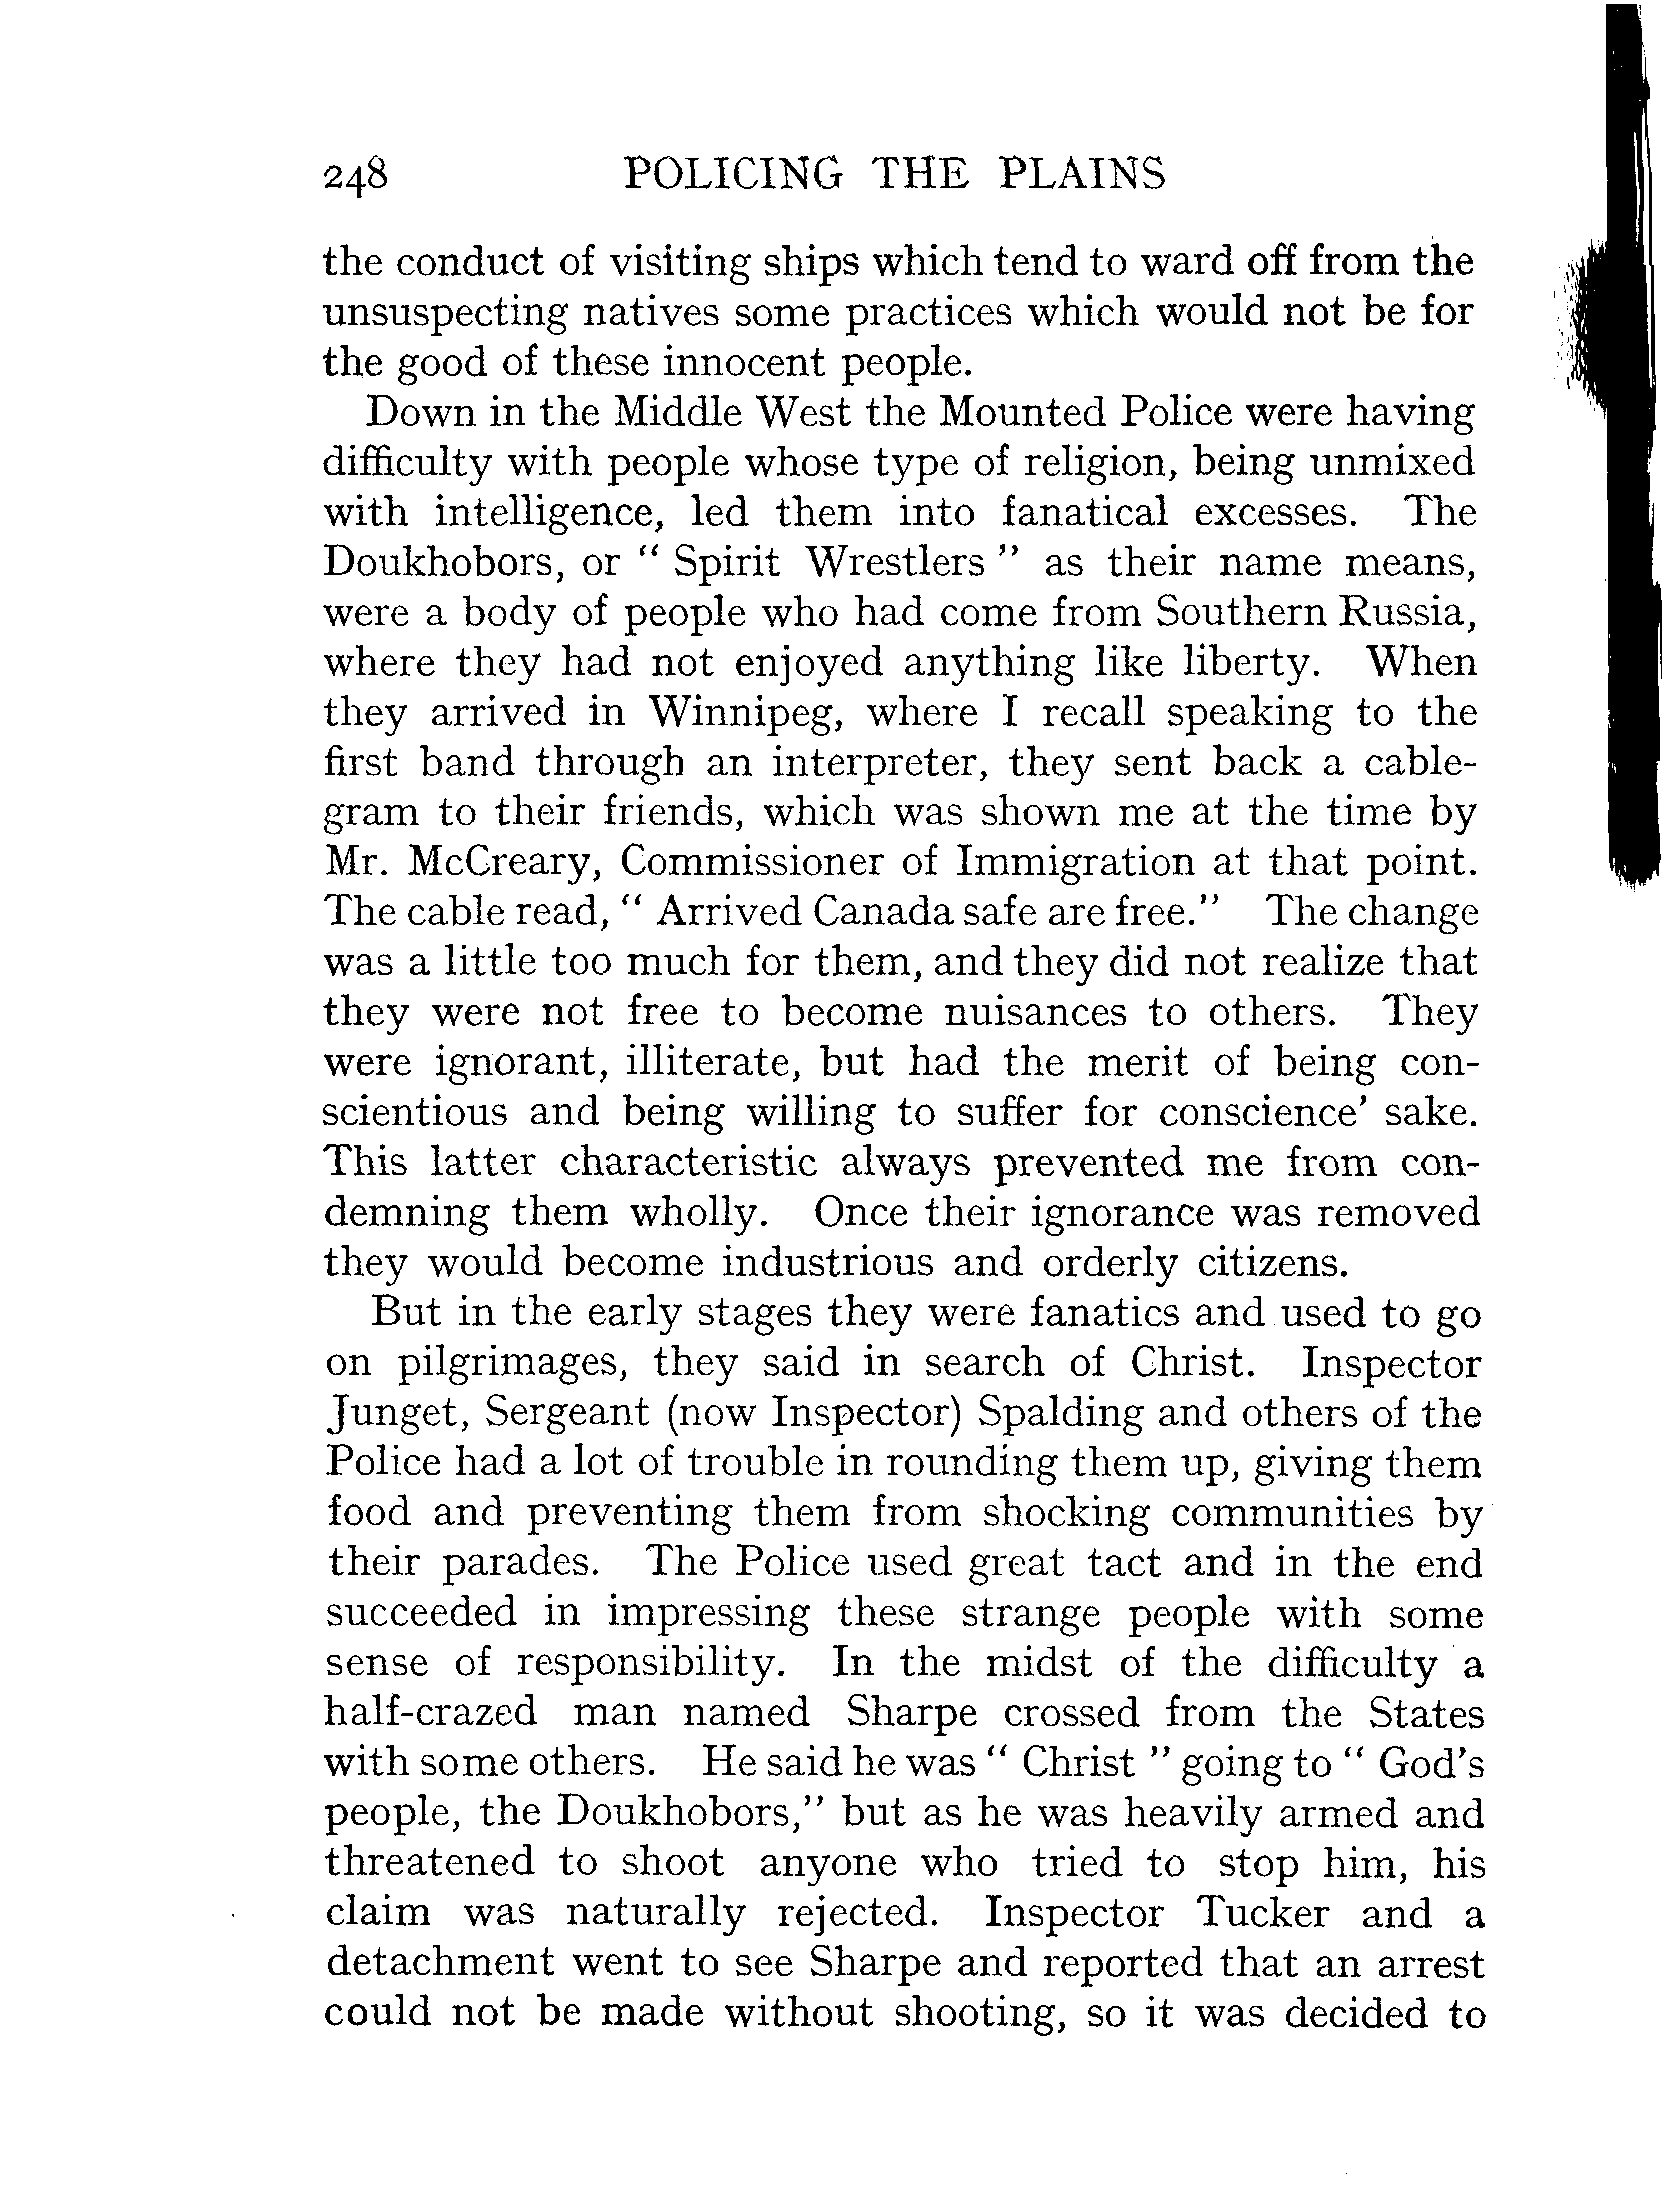 248 POLICING THE PLAINS
the conduct of visiting ships which tend to ward off from the
unsuspecting natives some practices which would not be for
the good of these innocent people.
Down in the Middle West the Mounted Police were having
difficulty with people whose type of religion, being unmixed
with intelligence, led them into fanatical excesses. The
Doukhobors, or “ Spirit Wrestlers ” as their name means,
were a body of people who had come from Southern Russia,
where they had not enjoyed anything like liberty. When
they arrived in Winnipeg, where I recall speaking to the
first band through an interpreter, they sent back a cable-
gram to their friends, which was shown me at the time by
Mr. McCreary, Commissioner of Immigration at that point.
The cable read, “ Arrived Canada safe are free.” The change
was a little too much for them, and they did not realize that
they were not free to become nuisances to others. They
were ignorant, illiterate, but had the merit of being con-
scientious and being willing to suffer for conscience’ sake.
This latter characteristic always prevented me from con-
demning them wholly. Once their ignorance was removed
they would become industrious and orderly citizens.
But in the early stages they were fanatics and used to go
on pilgrimages, they said in search of Christ. Inspector
Junget, Sergeant (now Inspector) Spalding and others of the
Police had a lot of trouble in rounding them up, giving them
food and preventing them from shocking communities by
their parades. The Police used great tact and in the end
succeeded in impressing these strange people with some
sense of responsibility. In the midst of the difficulty a
half-crazed man named Sharpe crossed from the States
with some others. He said he was “ Christ ” going to “ God’s
people, the Doukhobors,” but as he was heavily armed and
threatened to shoot anyone who tried to stop him, his
claim was naturally rejected. Inspector Tucker and a
detachment went to see Sharpe and reported that an arrest
could not be made without shooting, so it was decided to